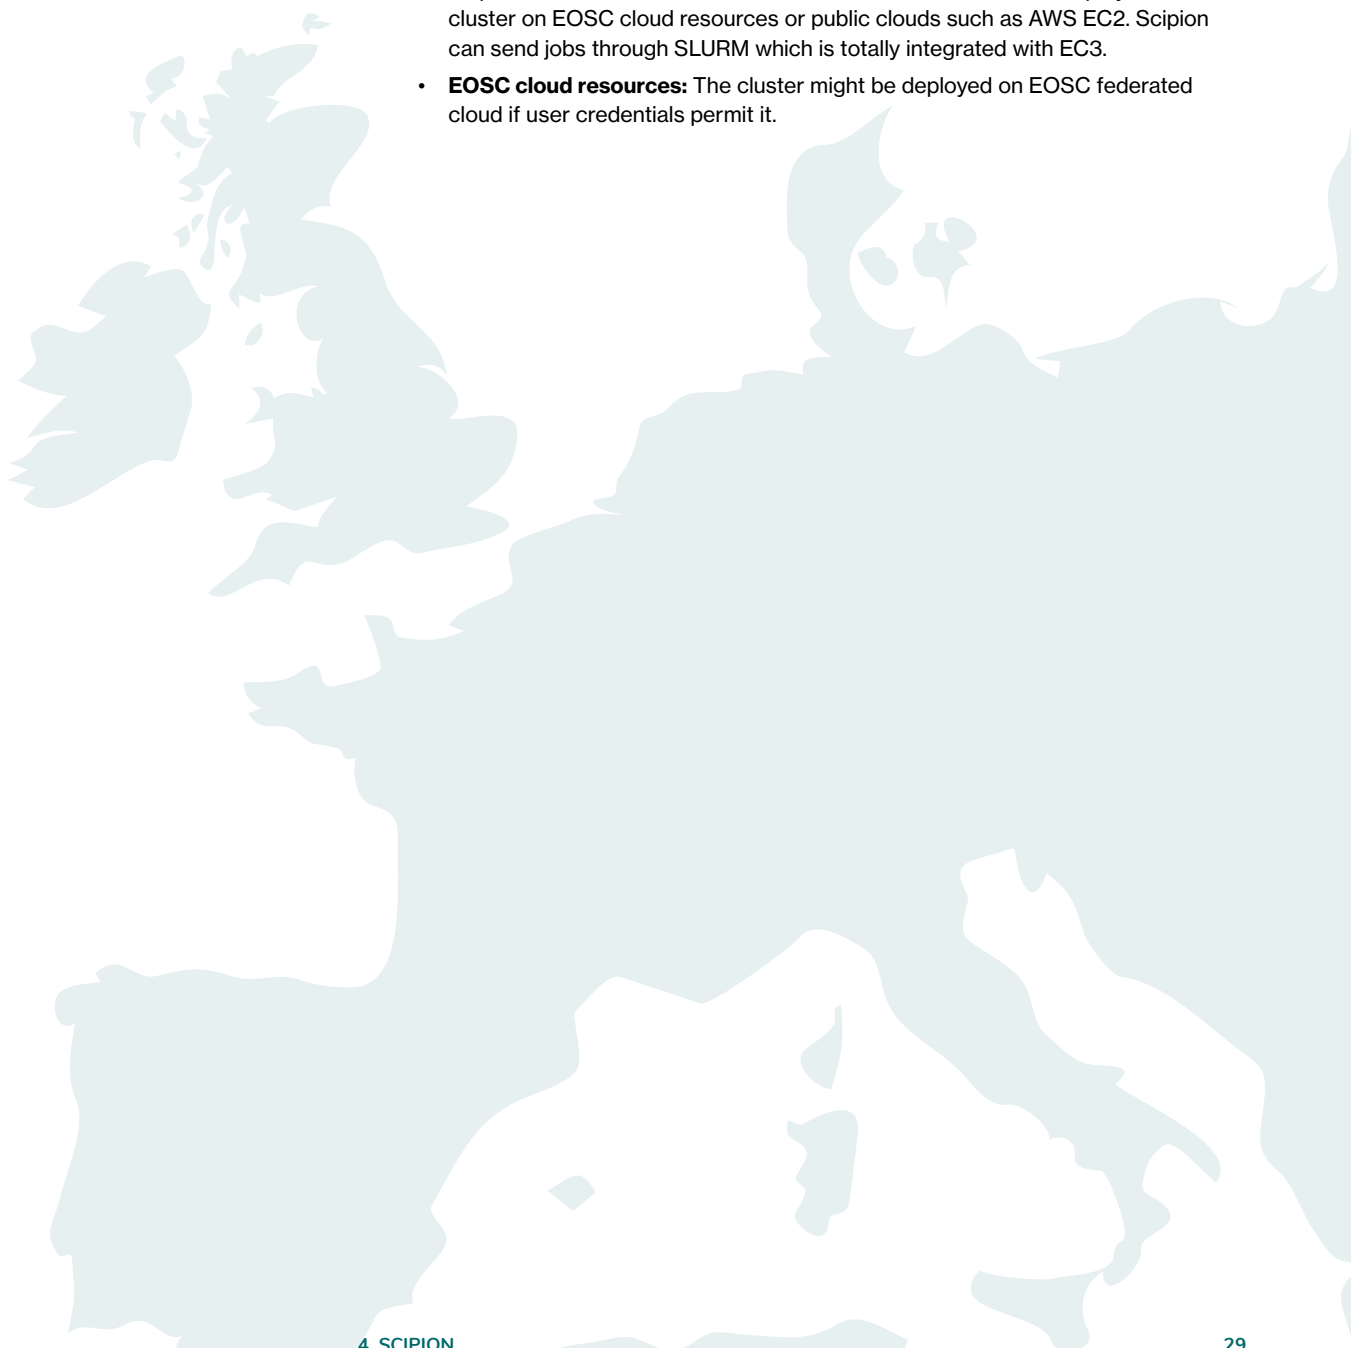 cluster on EOSC cloud resources or public clouds such as AWS EC2. Scipion
can send jobs through SLURM which is totally integrated with EC3.
• EOSC cloud resources: The cluster might be deployed on EOSC federated
cloud if user credentials permit it.
4 SCIPION
29